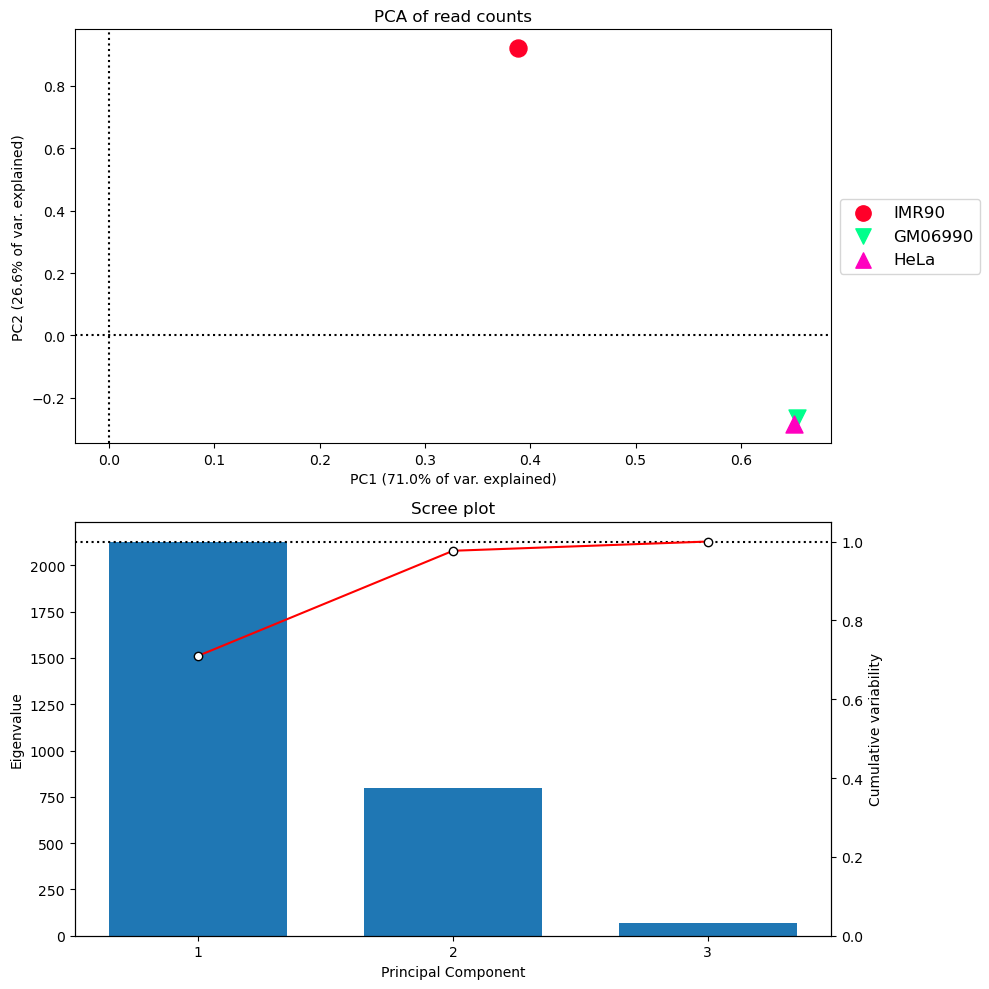 PCA of read counts
PC2 (26.6% of var. explained)
0.8
0.6
0.4
0.2
0.0
−0.2
0.0 0.1 0.2 0.3 0.4 0.5 0.6
PC1 (71.0% of var. explained)
IMR90
GM06990
HeLa
Scree plot
Eigenvalue
2000
1750
1500
1250
1000
750
500
250
0
1.0
0.8
0.6
0.4
0.2
0.0
Cumulative variability
1 2 3
Principal Component